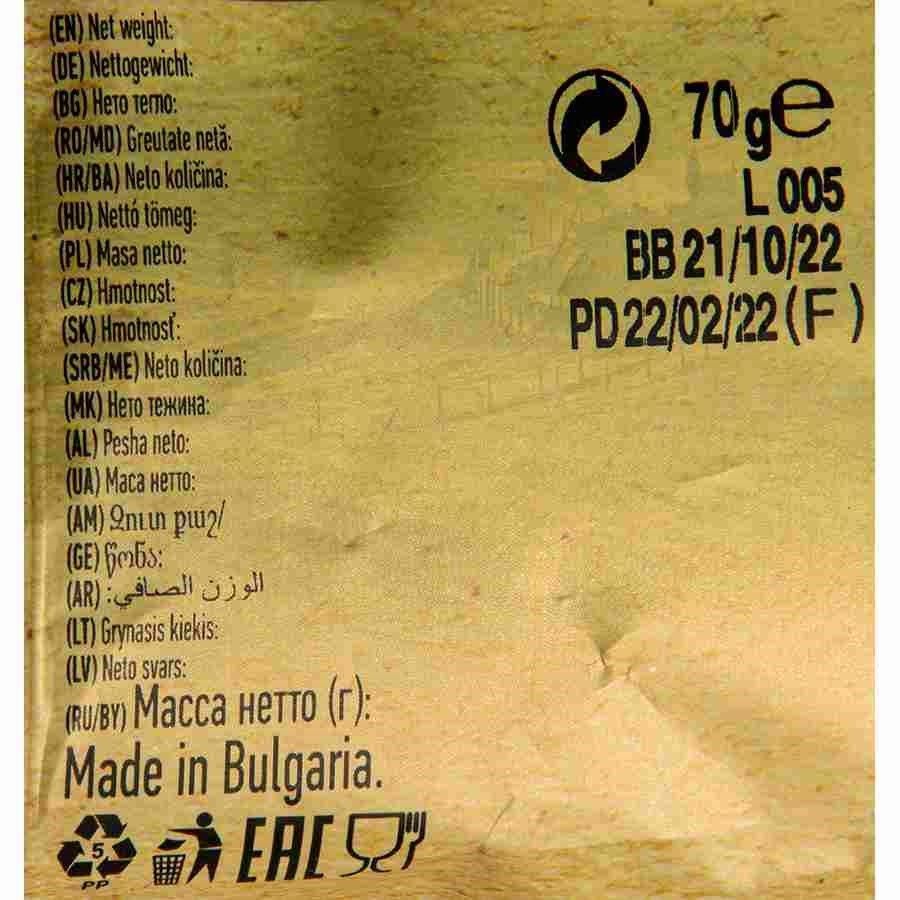 (EN) Net weight:
(DE) Nettogewicht:
(BG) Нето тегло:
(RO/MD) Greutate netă:
(HR/BA) Neto količina:
(HU) Nettó tömeg:
(PL) Masa netto:
(CZ) Hmotnost:
(SK) Hmotnosť:
(SRB/ME) Neto količina:
(MK) Нето тежина:
(AL) Pesha neto:
(UA) Маса нетто:
(AM) Զուտ քաշ/
(GE) წონა:
(AR) الوزن الصافي:
(LT) Grynasis kiekis:
(LV) Neto svars:
(RU/BY) Масса нетто (г):
Made in Bulgaria.
5
PP
EAC
70g℮
L 005
BB 21/10/22
PD 22/02/22 (F)